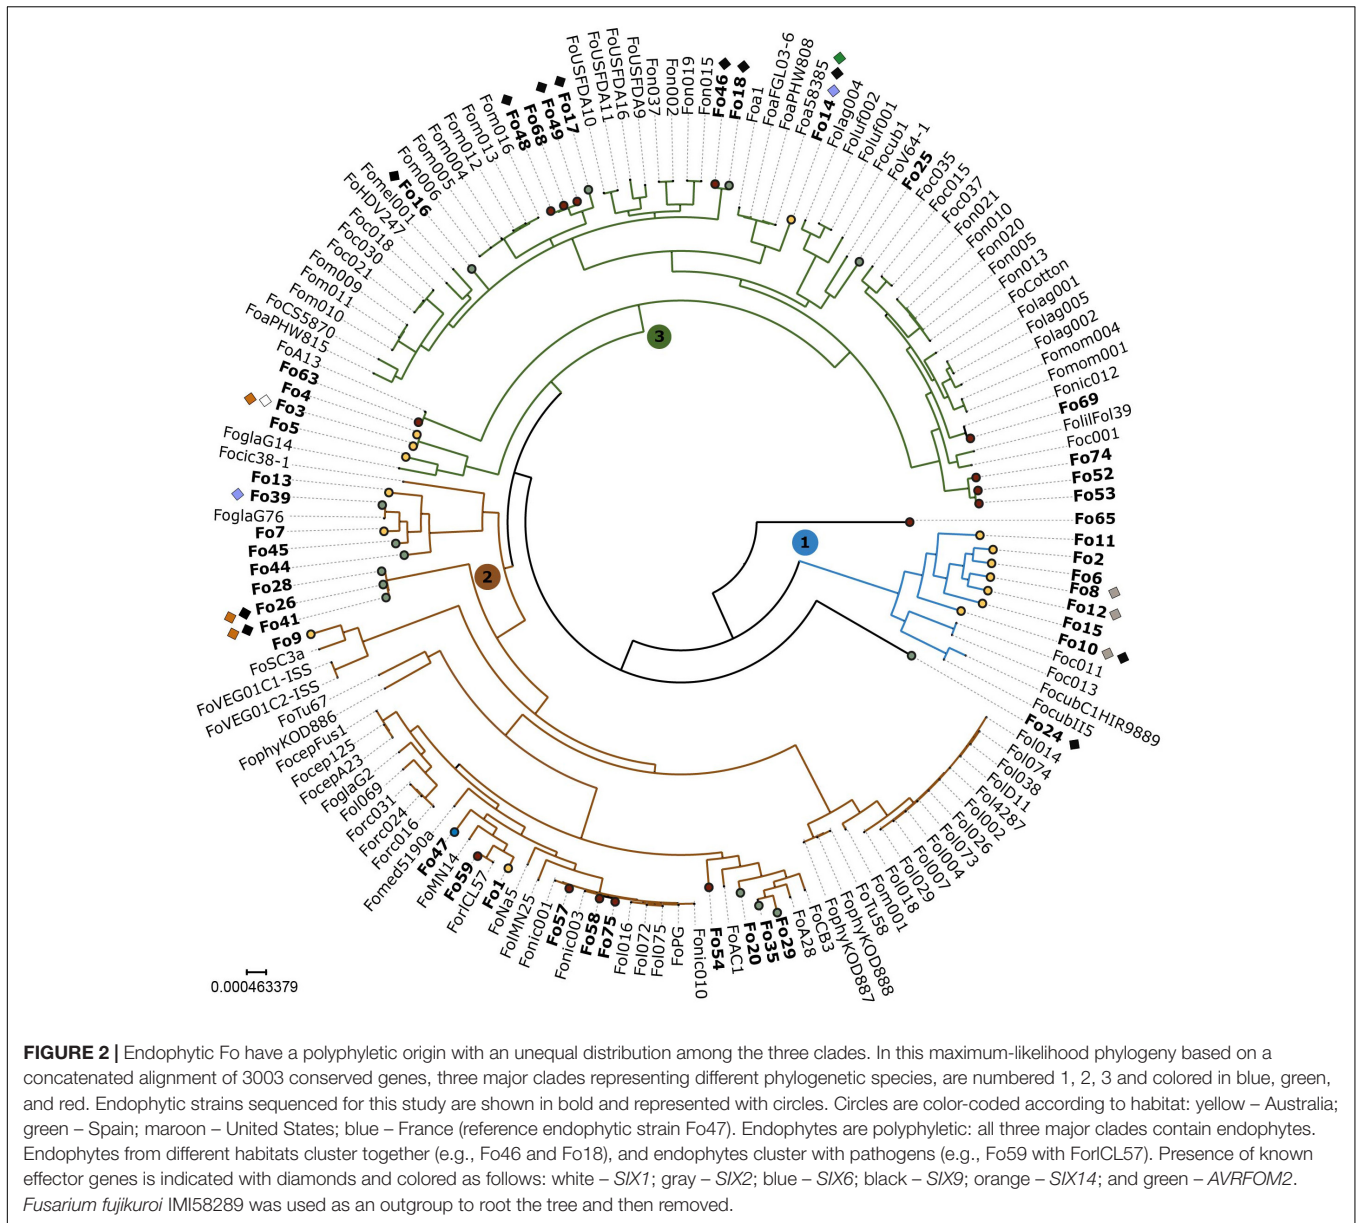 FoUSFDA10
FoUSFDA11
FoUSFDA16
FoUSFDA9
Fon037
Fon002
Fon019
Fon015
Fo46
Fo18
Foa1
FoaFGL03-6
FoaPHW808
Foa58385
Fo14
Folag004
Foluf002
Foluf001
Focub1
FoV64-1
Fo25
Foc035
Foc015
Foc037
Fon021
Fon010
Fon020
Fon005
Fon013
FoCotton
Folag001
Folag005
Folag002
Fomom004
Fomom001
Fonic012
Fo69
FolilFol39
Foc001
Fo74
Fo52
Fo53
Fo65
Fo11
Fo2
Fo6
Fo8
Fo12
Fo15
Fo10
Foc011
Foc013
FocubC1HIR9889
FocubII5
Fo24
Fol014
Fol074
Fol038
FolD11
Fol4287
Fol002
Fol026
Fol073
Fol004
Fol007
Fol029
Fol018
Fom001
FoTu58
FophyKOD888
FophyKOD887
FoCB3
FoA28
Fo29
Fo35
Fo20
FoAC1
Fo54
Fonic010
FoPG
Fol075
Fol072
Fol016
Fo75
Fo58
Fonic003
Fo57
Fonic001
FolMN25
FoNa5
Fo1
ForlCL57
Fo59
FoMN14
Fo47
Fomed5190a
Forc016
Forc024
Forc031
Fol069
FoglaG2
FocepA23
Focep125
FocepFus1
FophyKOD886
FoTu67
FoVEG01C2-ISS
FoVEG01C1-ISS
FoSC3a
Fo9
Fo41
Fo26
Fo28
Fo44
Fo45
Fo7
FoglaG76
Fo39
Fo13
Focic38-1
FoglaG14
Fo5
Fo3
Fo4
Fo63
FoA13
FoaPHW815
FoCS5870
Fom010
Fom011
Fom009
Foc021
Foc030
Foc018
FoHDV247
Fomel001
Fo16
Fom006
Fom005
Fom004
Fom012
Fom013
Fom016
Fo48
Fo68
Fo49
Fo17
3
1
2
0.000463379
FIGURE 2 | Endophytic Fo have a polyphyletic origin with an unequal distribution among the three clades. In this maximum-likelihood phylogeny based on a
concatenated alignment of 3003 conserved genes, three major clades representing different phylogenetic species, are numbered 1, 2, 3 and colored in blue, green,
and red. Endophytic strains sequenced for this study are shown in bold and represented with circles. Circles are color-coded according to habitat: yellow – Australia;
green – Spain; maroon – United States; blue – France (reference endophytic strain Fo47). Endophytes are polyphyletic: all three major clades contain endophytes.
Endophytes from different habitats cluster together (e.g., Fo46 and Fo18), and endophytes cluster with pathogens (e.g., Fo59 with ForlCL57). Presence of known
effector genes is indicated with diamonds and colored as follows: white – SIX1; gray – SIX2; blue – SIX6; black – SIX9; orange – SIX14; and green – AVRFOM2.
Fusarium fujikuroi IMI58289 was used as an outgroup to root the tree and then removed.